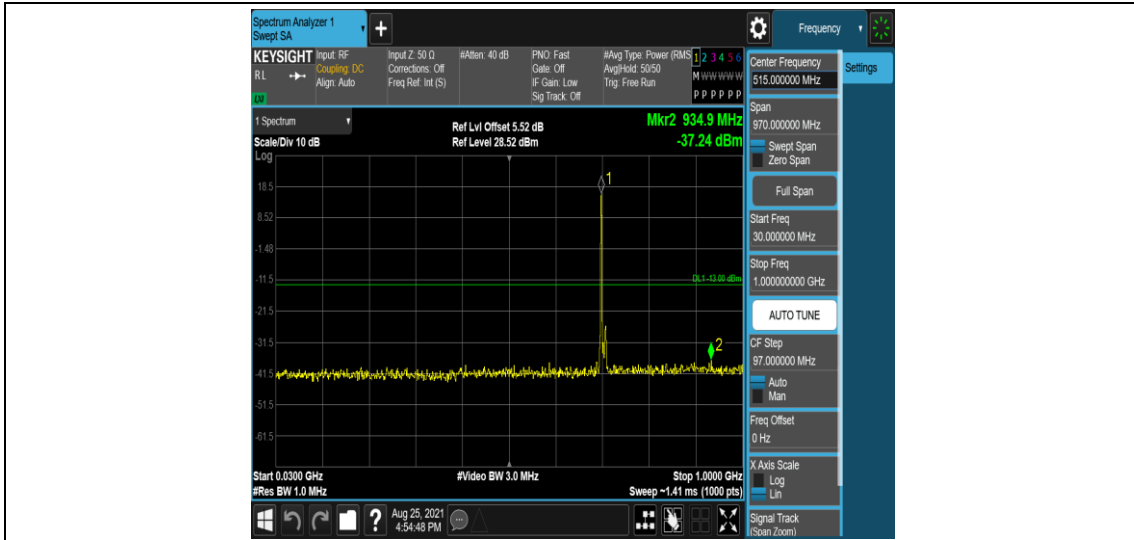 Spectrum Analyzer 1
Swept SA
Frequency
KEYSIGHT
RL
Input: RF
Coupling: DC
Align: Auto
Input Z: 50 Ω
Corrections: Off
Freq Ref: Int (S)
#Atten: 40 dB
PNO: Fast
Gate: Off
IF Gain: Low
Sig Track: Off
#Avg Type: Power (RMS
Avg|Hold: 50/50
Trig: Free Run
1 2 3 4 5 6
M W W W W W
P P P P P P
1 Spectrum
Scale/Div 10 dB
Log
Ref Lvl Offset 5.52 dB
Ref Level 28.52 dBm
Mkr2 934.9 MHz
-37.24 dBm
18.5
8.52
-1.48
-11.5
-21.5
-31.5
-41.5
-51.5
-61.5
1
DL1 -13.00 dBm
2
Start 0.0300 GHz
#Res BW 1.0 MHz
#Video BW 3.0 MHz
Stop 1.0000 GHz
Sweep ~1.41 ms (1000 pts)
Aug 25, 2021
4:54:48 PM
Center Frequency
515.000000 MHz
Settings
Span
970.000000 MHz
Swept Span
Zero Span
Full Span
Start Freq
30.000000 MHz
Stop Freq
1.000000000 GHz
AUTO TUNE
CF Step
97.000000 MHz
Auto
Man
Freq Offset
0 Hz
X Axis Scale
Log
Lin
Signal Track
(Span Zoom)